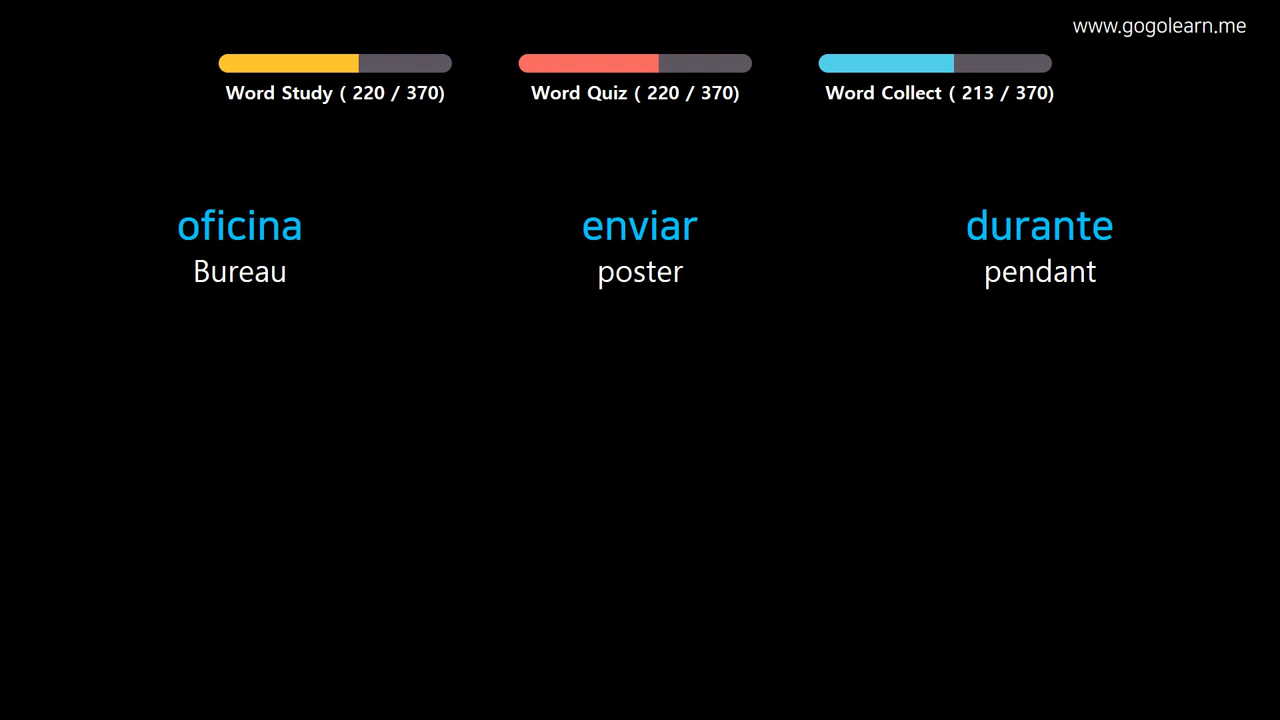 www.gogolearn.me
Word Study ( 220 / 370)
Word Quiz ( 220 / 370)
Word Collect ( 213 / 370)
oficina
Bureau
enviar
poster
durante
pendant